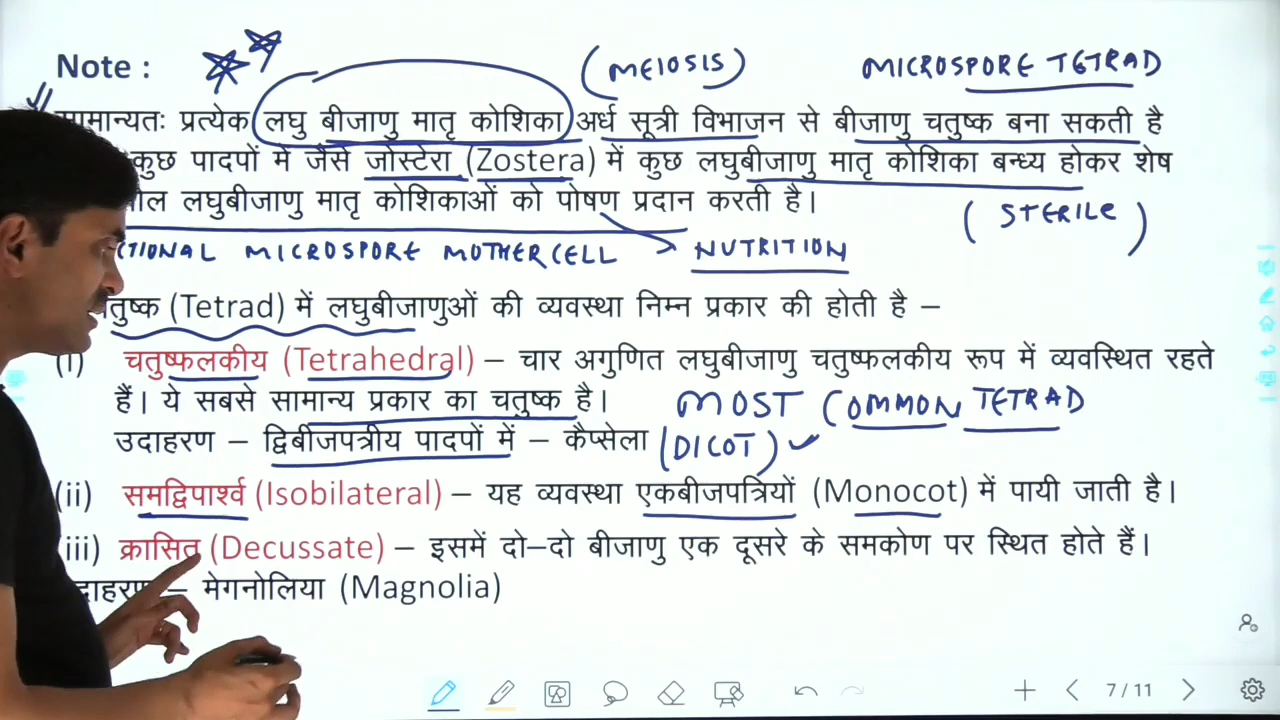 Note :
(MEIOSIS) MICROSPORE TETRAD
सामान्यतः प्रत्येक लघु बीजाणु मातृ कोशिका अर्ध सूत्री विभाजन से बीजाणु चतुष्क बना सकती है
कुछ पादपों में जैसे जोस्टेरा (Zostera) में कुछ लघुबीजाणु मातृ कोशिका बन्ध्य होकर शेष
लघुबीजाणु मातृ कोशिकाओं को पोषण प्रदान करती है।
(STERILE)
MICROSPORE MOTHERCELL NUTRITION
(Tetrad) में लघुबीजाणुओं की व्यवस्था निम्न प्रकार की होती है –
(i) चतुष्फलकीय (Tetrahedral) – चार अगुणित लघुबीजाणु चतुष्फलकीय रूप में व्यवस्थित रहते
हैं। ये सबसे सामान्य प्रकार का चतुष्क है। MOST COMMON TETRAD
उदाहरण – द्विबीजपत्रीय पादपों में – कैप्सेला (DICOT)
(ii) समद्विपार्श्व (Isobilateral) – यह व्यवस्था एकबीजपत्रियों (Monocot) में पायी जाती है।
(iii) क्रासित (Decussate) – इसमें दो–दो बीजाणु एक दूसरे के समकोण पर स्थित होते हैं।
– मेगनोलिया (Magnolia)
7 / 11